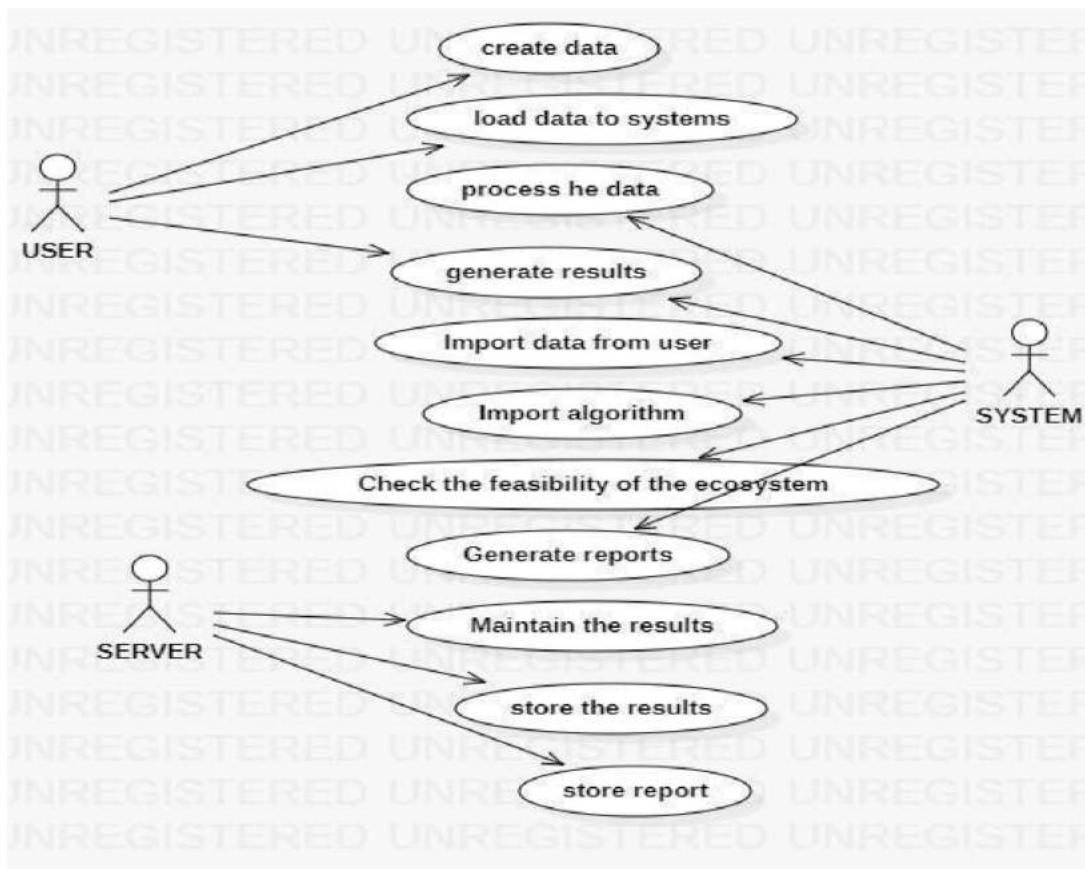 create data
load data to systems
process he data
USER
generate results
Import data from user
Import algorithm
SYSTEM
Check the feasibility of the ecosystem
Generate reports
Maintain the results
SERVER
store the results
store report
UNREGISTERED